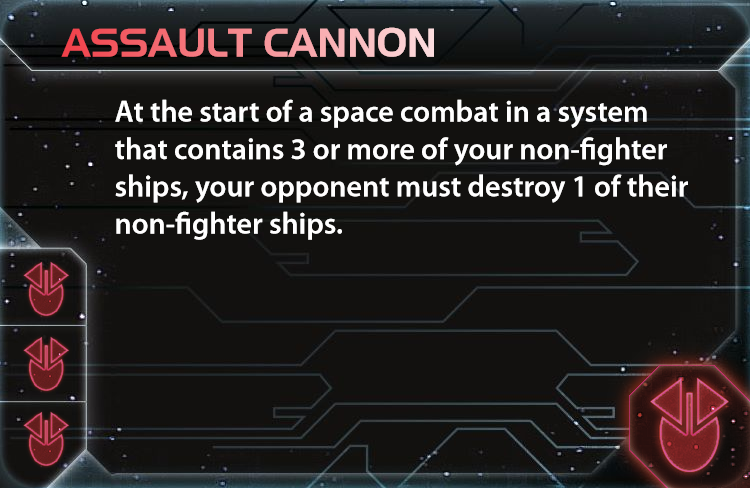 ASSAULT CANNON
At the start of a space combat in a system
that contains 3 or more of your non-fighter
ships, your opponent must destroy 1 of their
non-fighter ships.